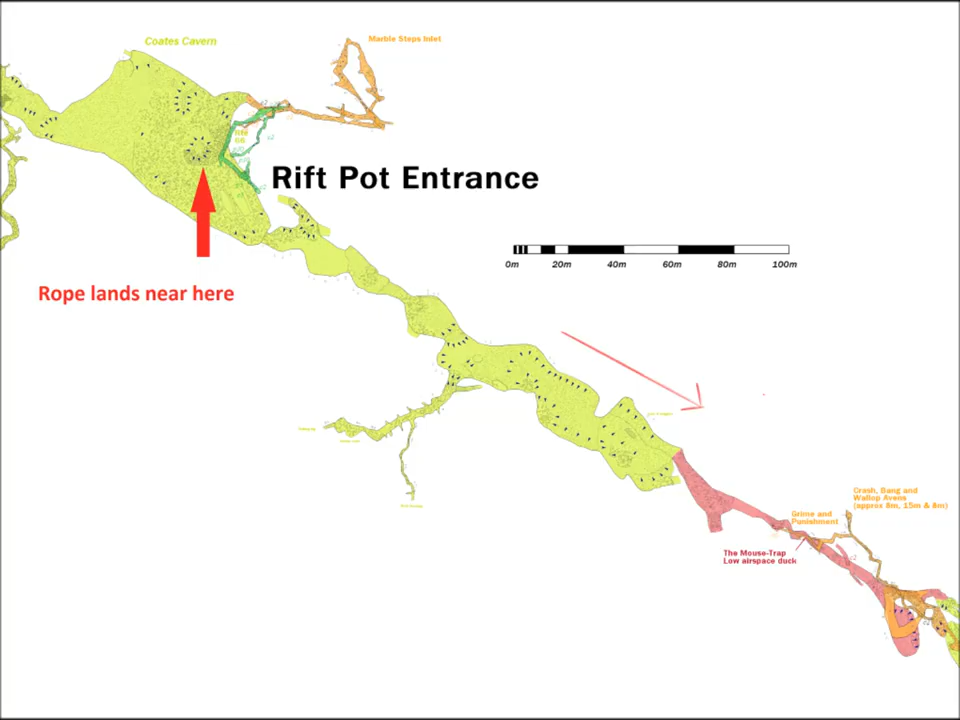 Coates Cavern
Marble Steps Inlet
Rift Pot Entrance
0m 20m 40m 60m 80m 100m
Rope lands near here
Crash, Bang and
Wallop Avens
(approx 8m, 15m & 8m)
Grime and
Punishment
The Mouse-Trap
Low airspace duck